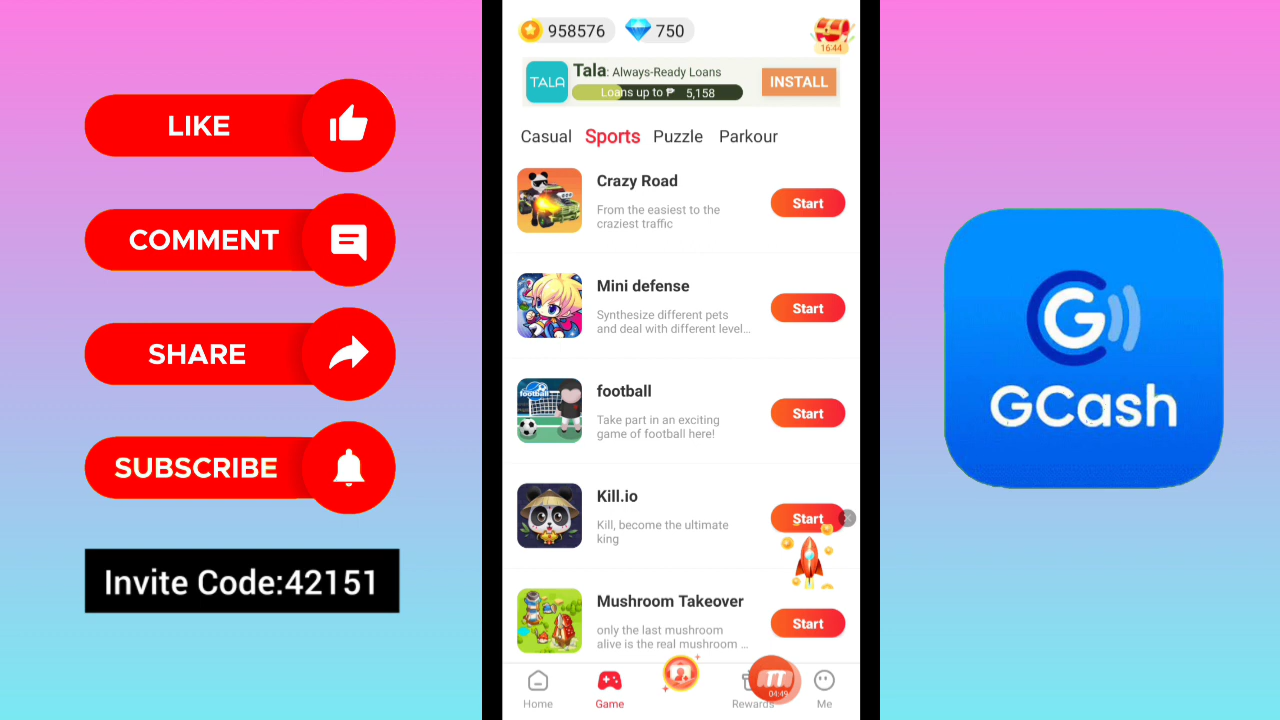 LIKE
COMMENT
SHARE
SUBSCRIBE
Invite Code:42151
958576
750
16:44
TALA
Tala: Always-Ready Loans
Loans up to ₱ 5,158
INSTALL
Casual Sports Puzzle Parkour
Crazy Road
From the easiest to the
craziest traffic
Start
Mini defense
Synthesize different pets
and deal with different level...
Start
football
football
Take part in an exciting
game of football here!
Start
Kill.io
Kill, become the ultimate
king
Start
Mushroom Takeover
only the last mushroom
alive is the real mushroom ...
Start
04:49
Home Game Rewards Me
G
GCash